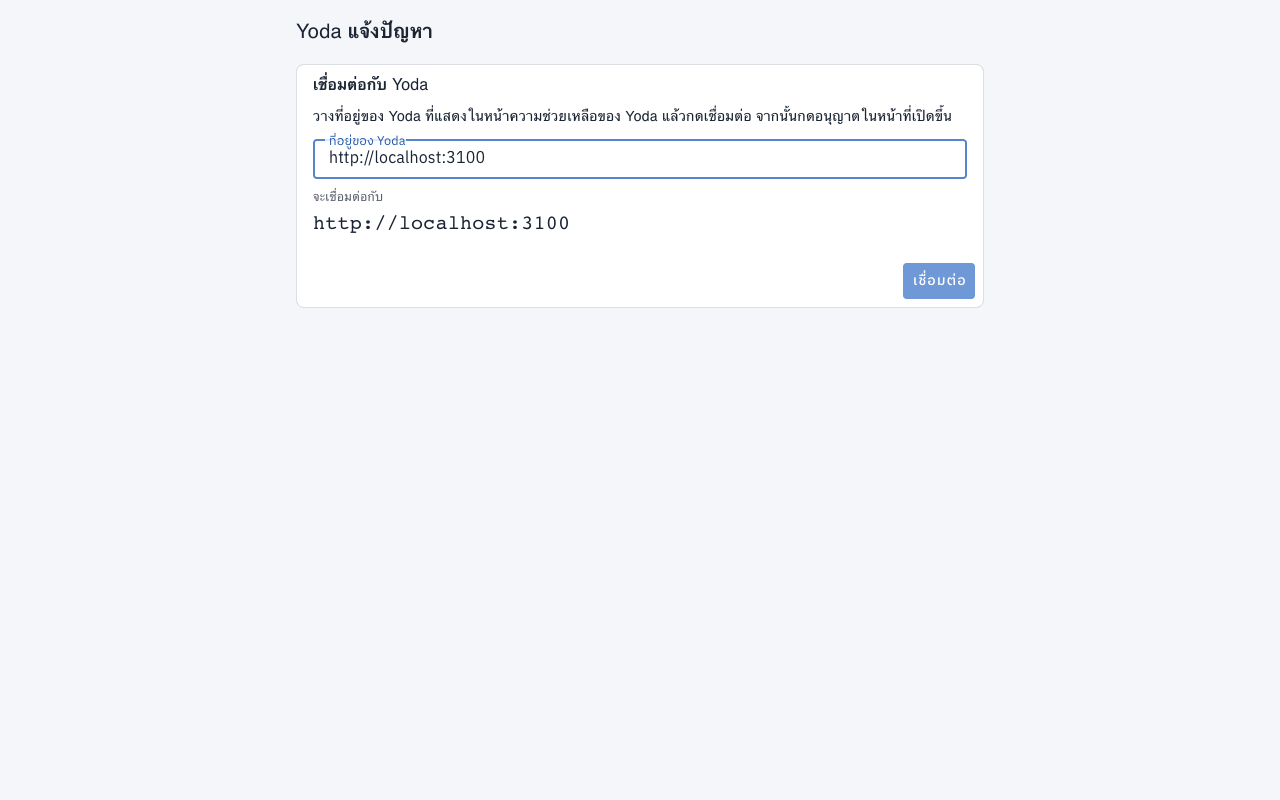 Yoda แจ้งปัญหา
เชื่อมต่อกับ Yoda
วางที่อยู่ของ Yoda ที่แสดงในหน้าความช่วยเหลือของ Yoda แล้วกดเชื่อมต่อ จากนั้นกดอนุญาตในหน้าที่เปิดขึ้น
ที่อยู่ของ Yoda
http://localhost:3100
จะเชื่อมต่อกับ
http://localhost:3100
เชื่อมต่อ